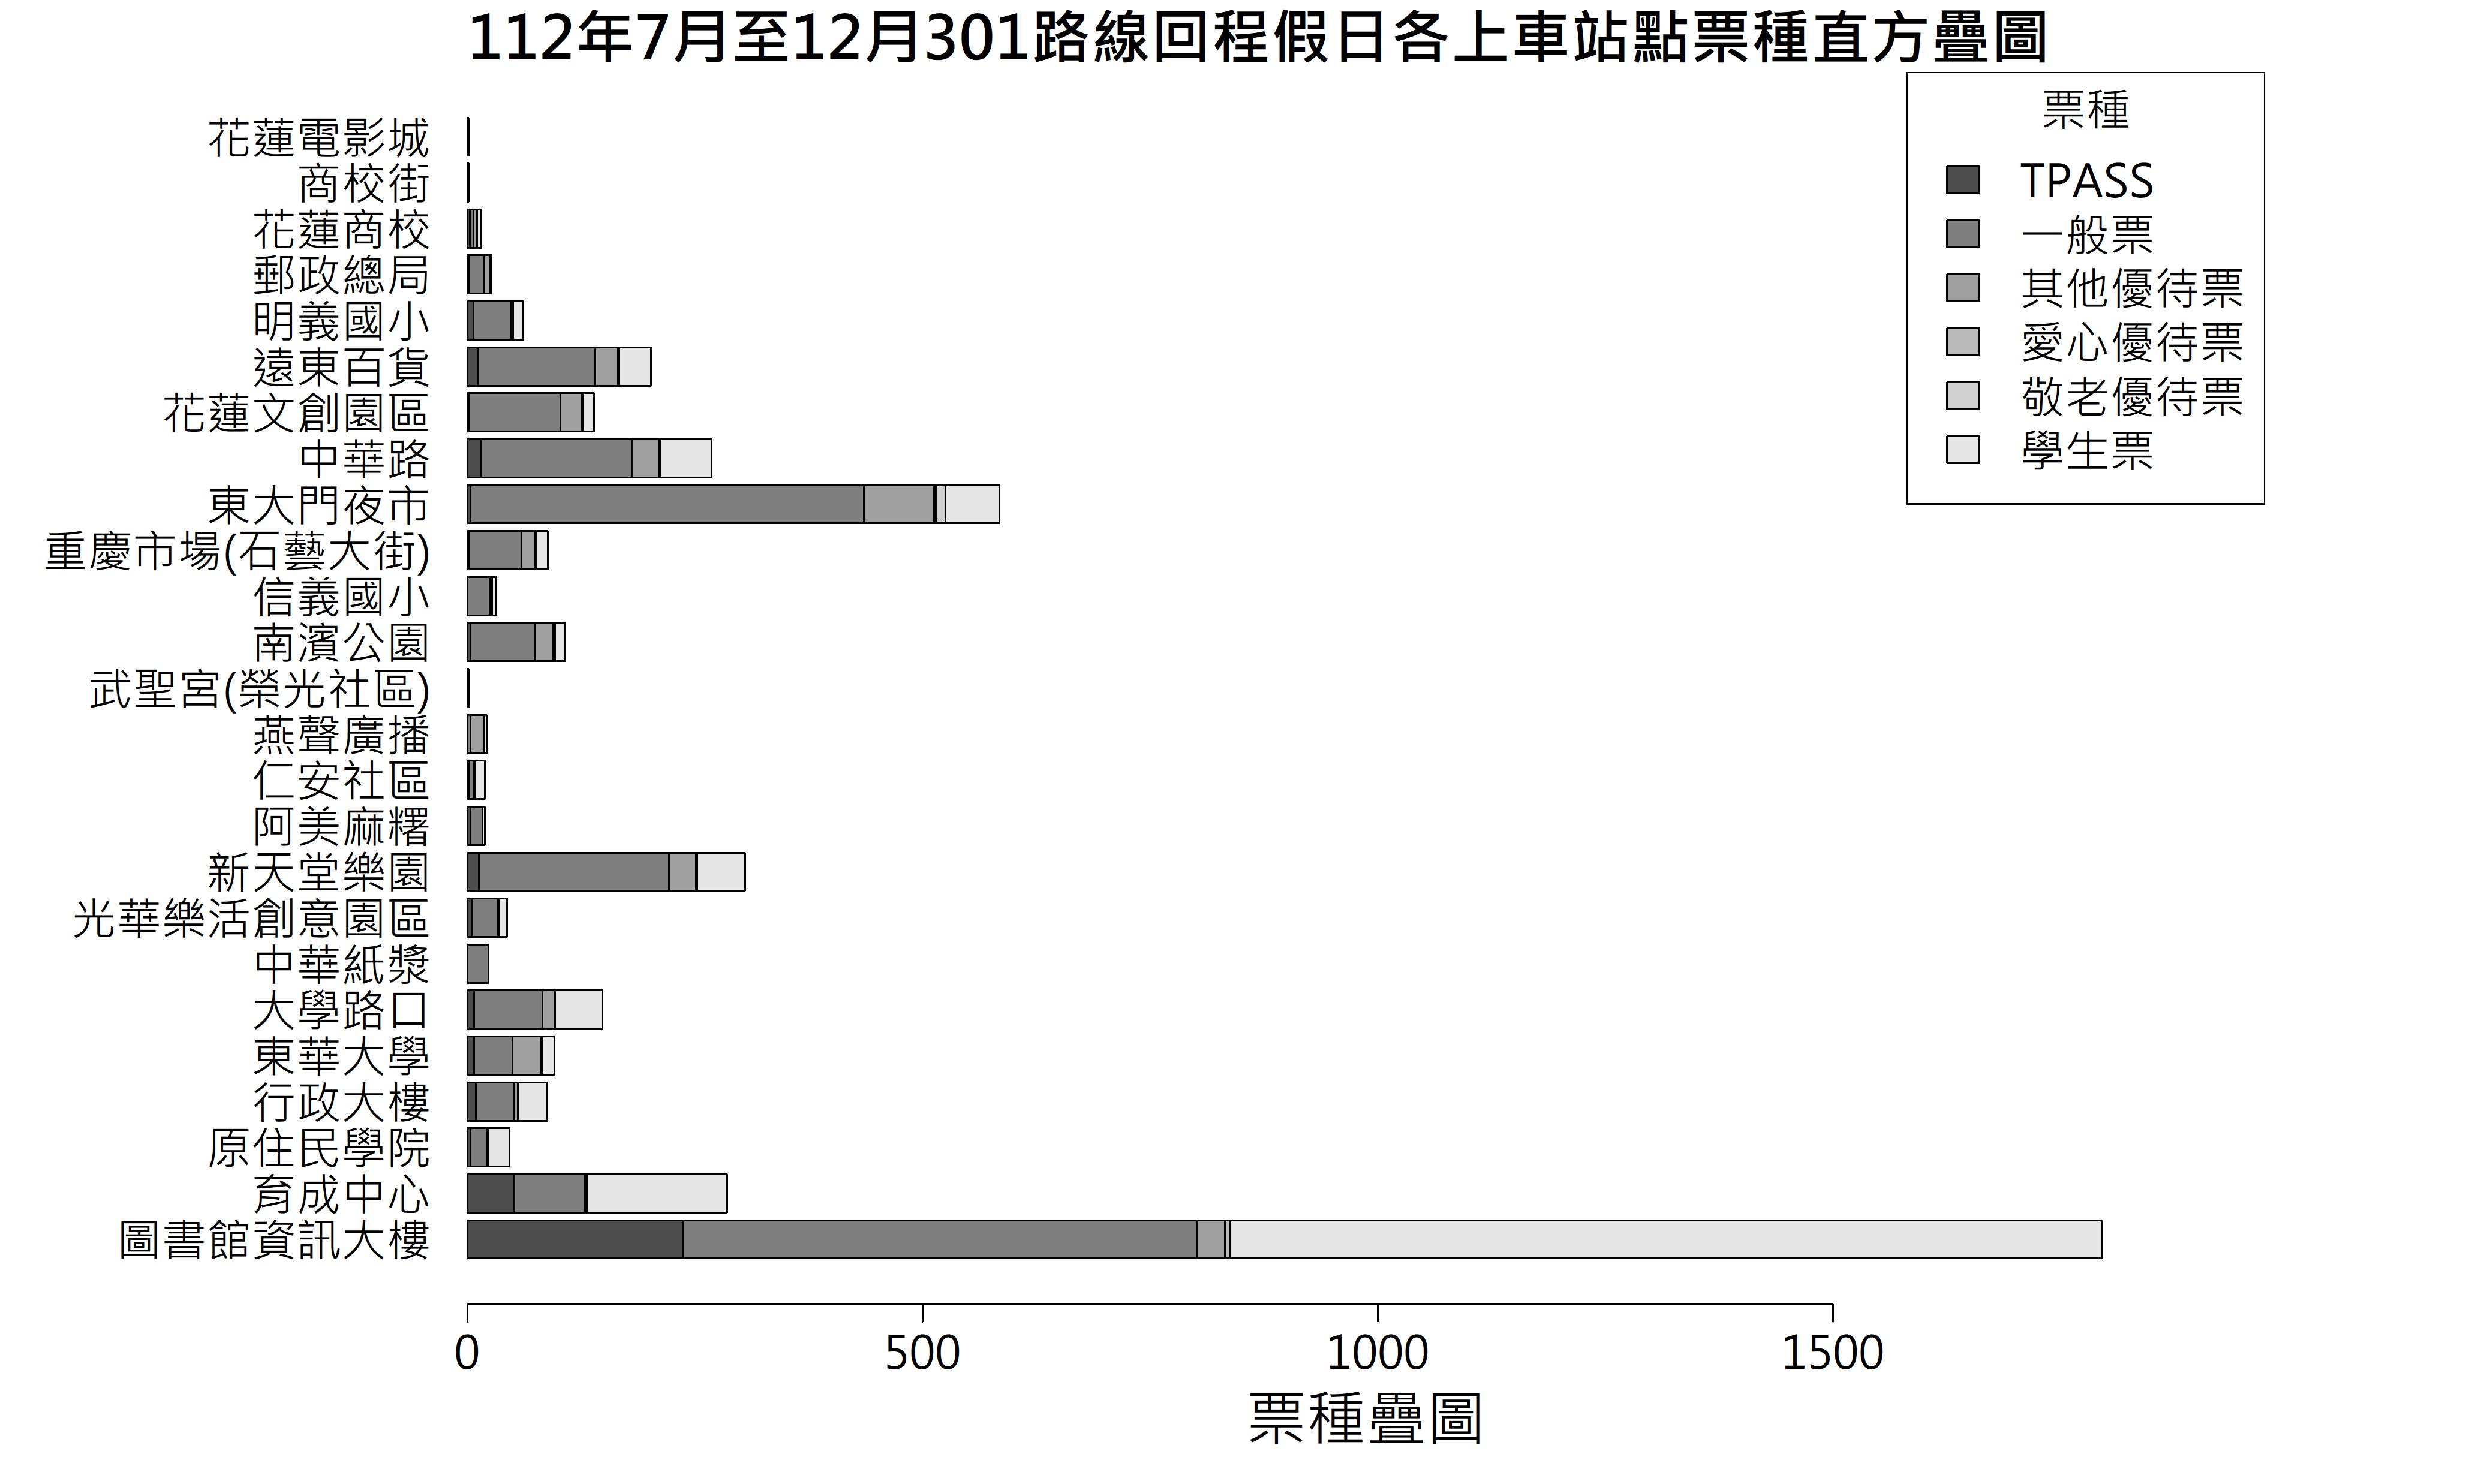 112年7月至12月301路線回程假日各上車站點票種直方疊圖
票種
TPASS
一般票
其他優待票
愛心優待票
敬老優待票
學生票
花蓮電影城
商校街
花蓮商校
郵政總局
明義國小
遠東百貨
花蓮文創園區
中華路
東大門夜市
重慶市場(石藝大街)
信義國小
南濱公園
武聖宮(榮光社區)
燕聲廣播
仁安社區
阿美麻糬
新天堂樂園
光華樂活創意園區
中華紙漿
大學路口
東華大學
行政大樓
原住民學院
育成中心
圖書館資訊大樓
0 500 1000 1500
票種疊圖